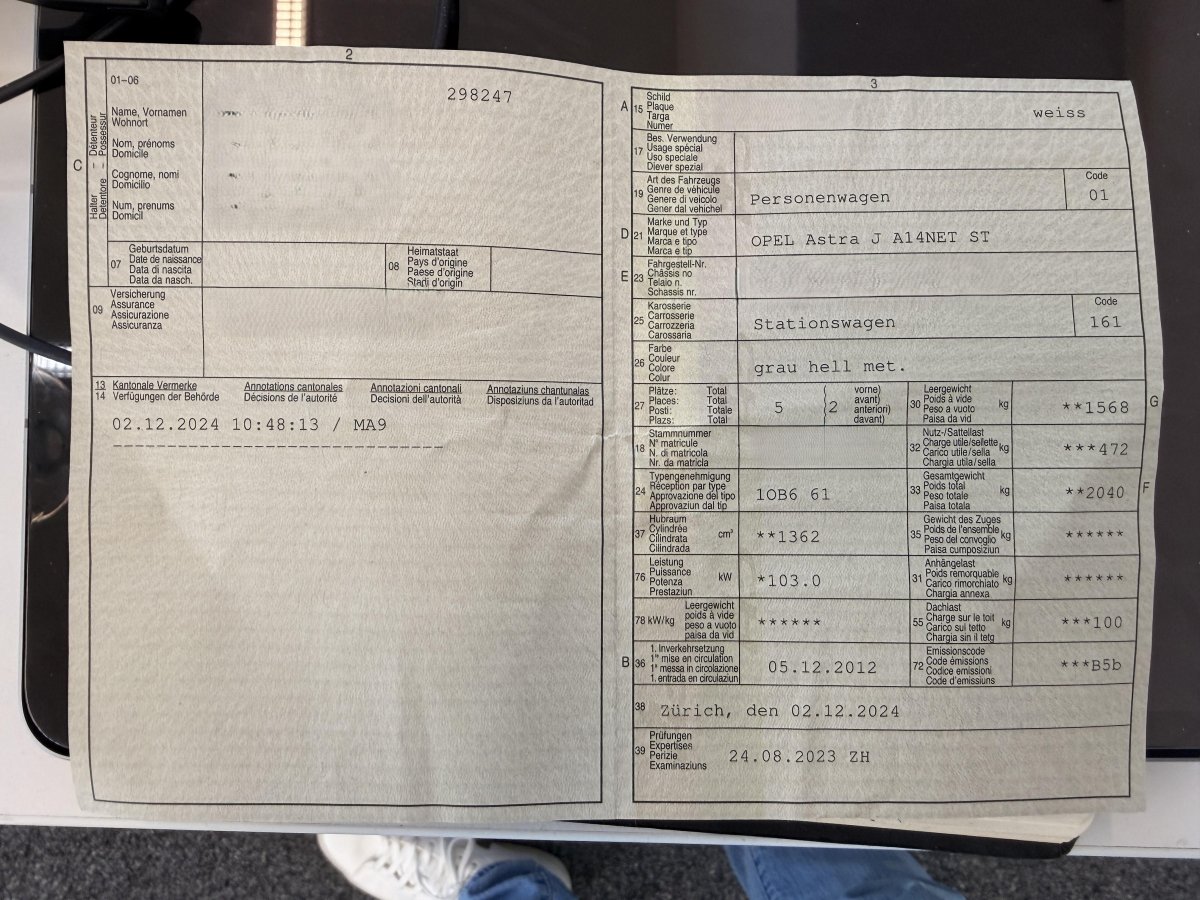 2
01–06
298247
Halter – Détenteur
Detentore – Possessur
C
Name, Vornamen
Wohnort
Nom, prénoms
Domicile
Cognome, nomi
Domicilio
Num, prenums
Domicil
07
Geburtsdatum
Date de naissance
Data di nascita
Data da nasch.
08
Heimatstaat
Pays d'origine
Paese d'origine
Stadi d'origin
09
Versicherung
Assurance
Assicurazione
Assicuranza
13 Kantonale Vermerke Annotations cantonales Annotazioni cantonali Annotaziuns chantunalas
14 Verfügungen der Behörde Décisions de l'autorité Decisioni dell'autorità Disposiziuns da l'autoritad
02.12.2024 10:48:13 / MA9
3
A 15
Schild
Plaque
Targa
Numer
weiss
17
Bes. Verwendung
Usage spécial
Uso speciale
Diever spezial
19
Art des Fahrzeugs
Genre de véhicule
Genere di veicolo
Gener dal vehichel
Personenwagen
Code
01
D 21
Marke und Typ
Marque et type
Marca e tipo
Marca e tip
OPEL Astra J A14NET ST
E 23
Fahrgestell-Nr.
Châssis no
Telaio n.
Schassis nr.
25
Karosserie
Carrosserie
Carrozzeria
Carossaria
Stationswagen
Code
161
26
Farbe
Couleur
Colore
Colur
grau hell met.
27
Plätze: Total
Places: Total
Posti: Totale
Plazs: Total
5
(2
vorne)
avant)
anteriori)
davant)
30
Leergewicht
Poids à vide
Peso a vuoto
Paisa da vid
kg
**1568
G
18
Stammnummer
N° matricule
N. di matricola
Nr. da matricla
32
Nutz-/Sattellast
Charge utile/sellette
Carico utile/sella
Chargia utila/sella
kg
***472
24
Typengenehmigung
Réception par type
Approvazione del tipo
Approvaziun dal tip
1OB6 61
33
Gesamtgewicht
Poids total
Peso totale
Paisa totala
kg
**2040
F
37
Hubraum
Cylindrée
Cilindrata
Cilindrada
cm³
**1362
35
Gewicht des Zuges
Poids de l'ensemble
Peso del convoglio
Paisa cumposiziun
kg
******
76
Leistung
Puissance
Potenza
Prestaziun
kW
*103.0
31
Anhängelast
Poids remorquable
Carico rimorchiato
Chargia annexa
kg
******
78 kW/kg
Leergewicht
poids à vide
peso a vuoto
paisa da vid
******
55
Dachlast
Charge sur le toit
Carico sul tetto
Chargia sin il tetg
kg
***100
B 36
1. Inverkehrsetzung
1re mise en circulation
1a messa in circolazione
1. entrada en circulaziun
05.12.2012
72
Emissionscode
Code émissions
Codice emissioni
Code d'emissiuns
***B5b
38
Zürich, den 02.12.2024
39
Prüfungen
Expertises
Perizie
Examinaziuns
24.08.2023 ZH